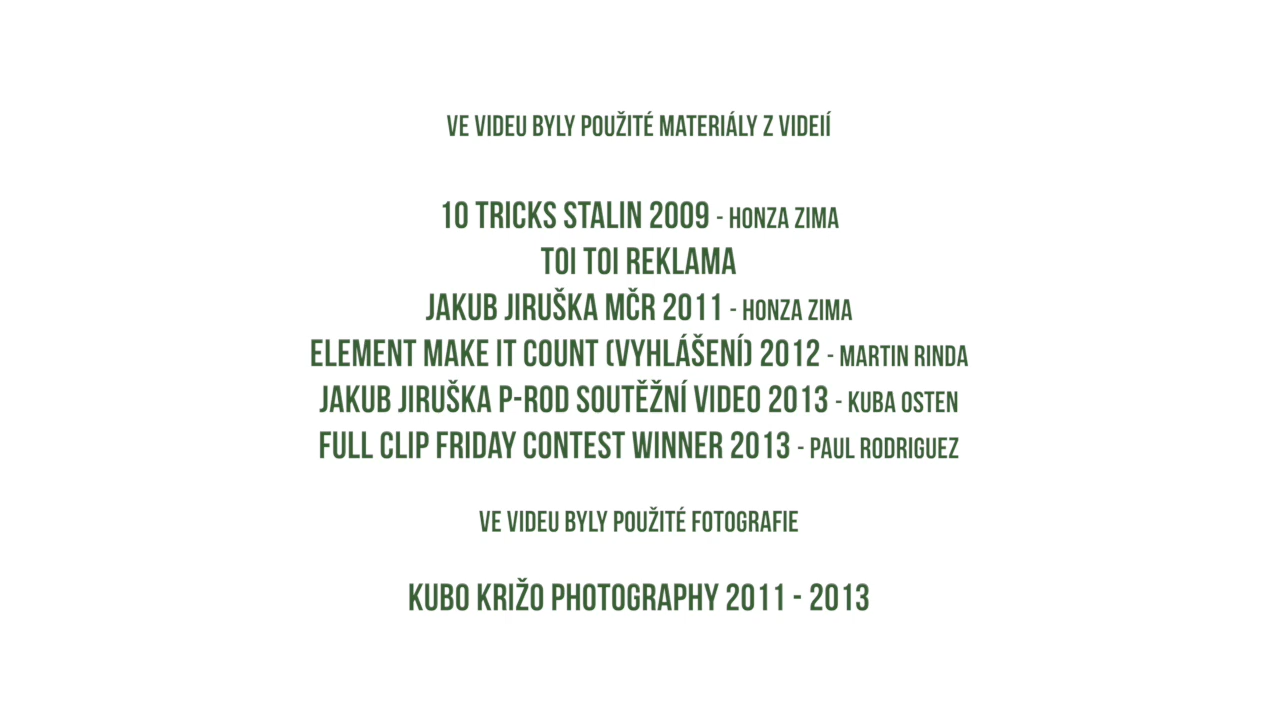 VE VIDEU BYLY POUŽITÉ MATERIÁLY Z VIDEIÍ
10 TRICKS STALIN 2009 - HONZA ZIMA
TOI TOI REKLAMA
JAKUB JIRUŠKA MČR 2011 - HONZA ZIMA
ELEMENT MAKE IT COUNT (VYHLÁŠENÍ) 2012 - MARTIN RINDA
JAKUB JIRUŠKA P-ROD SOUTĚŽNÍ VIDEO 2013 - KUBA OSTEN
FULL CLIP FRIDAY CONTEST WINNER 2013 - PAUL RODRIGUEZ
VE VIDEU BYLY POUŽITÉ FOTOGRAFIE
KUBO KRIŽO PHOTOGRAPHY 2011 - 2013